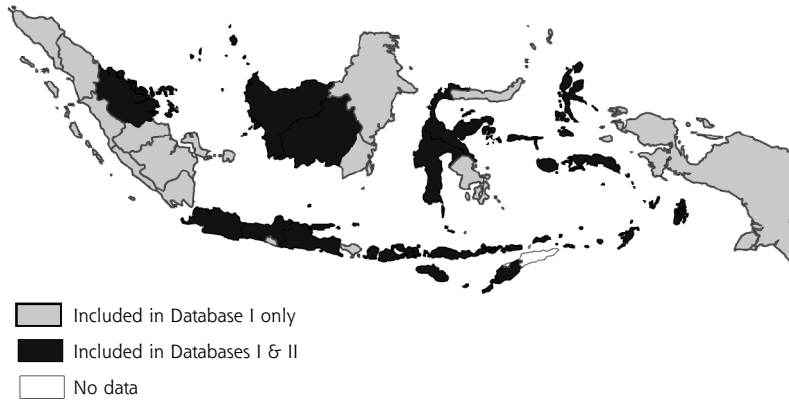 Included in Database I only
Included in Databases I & II
No data